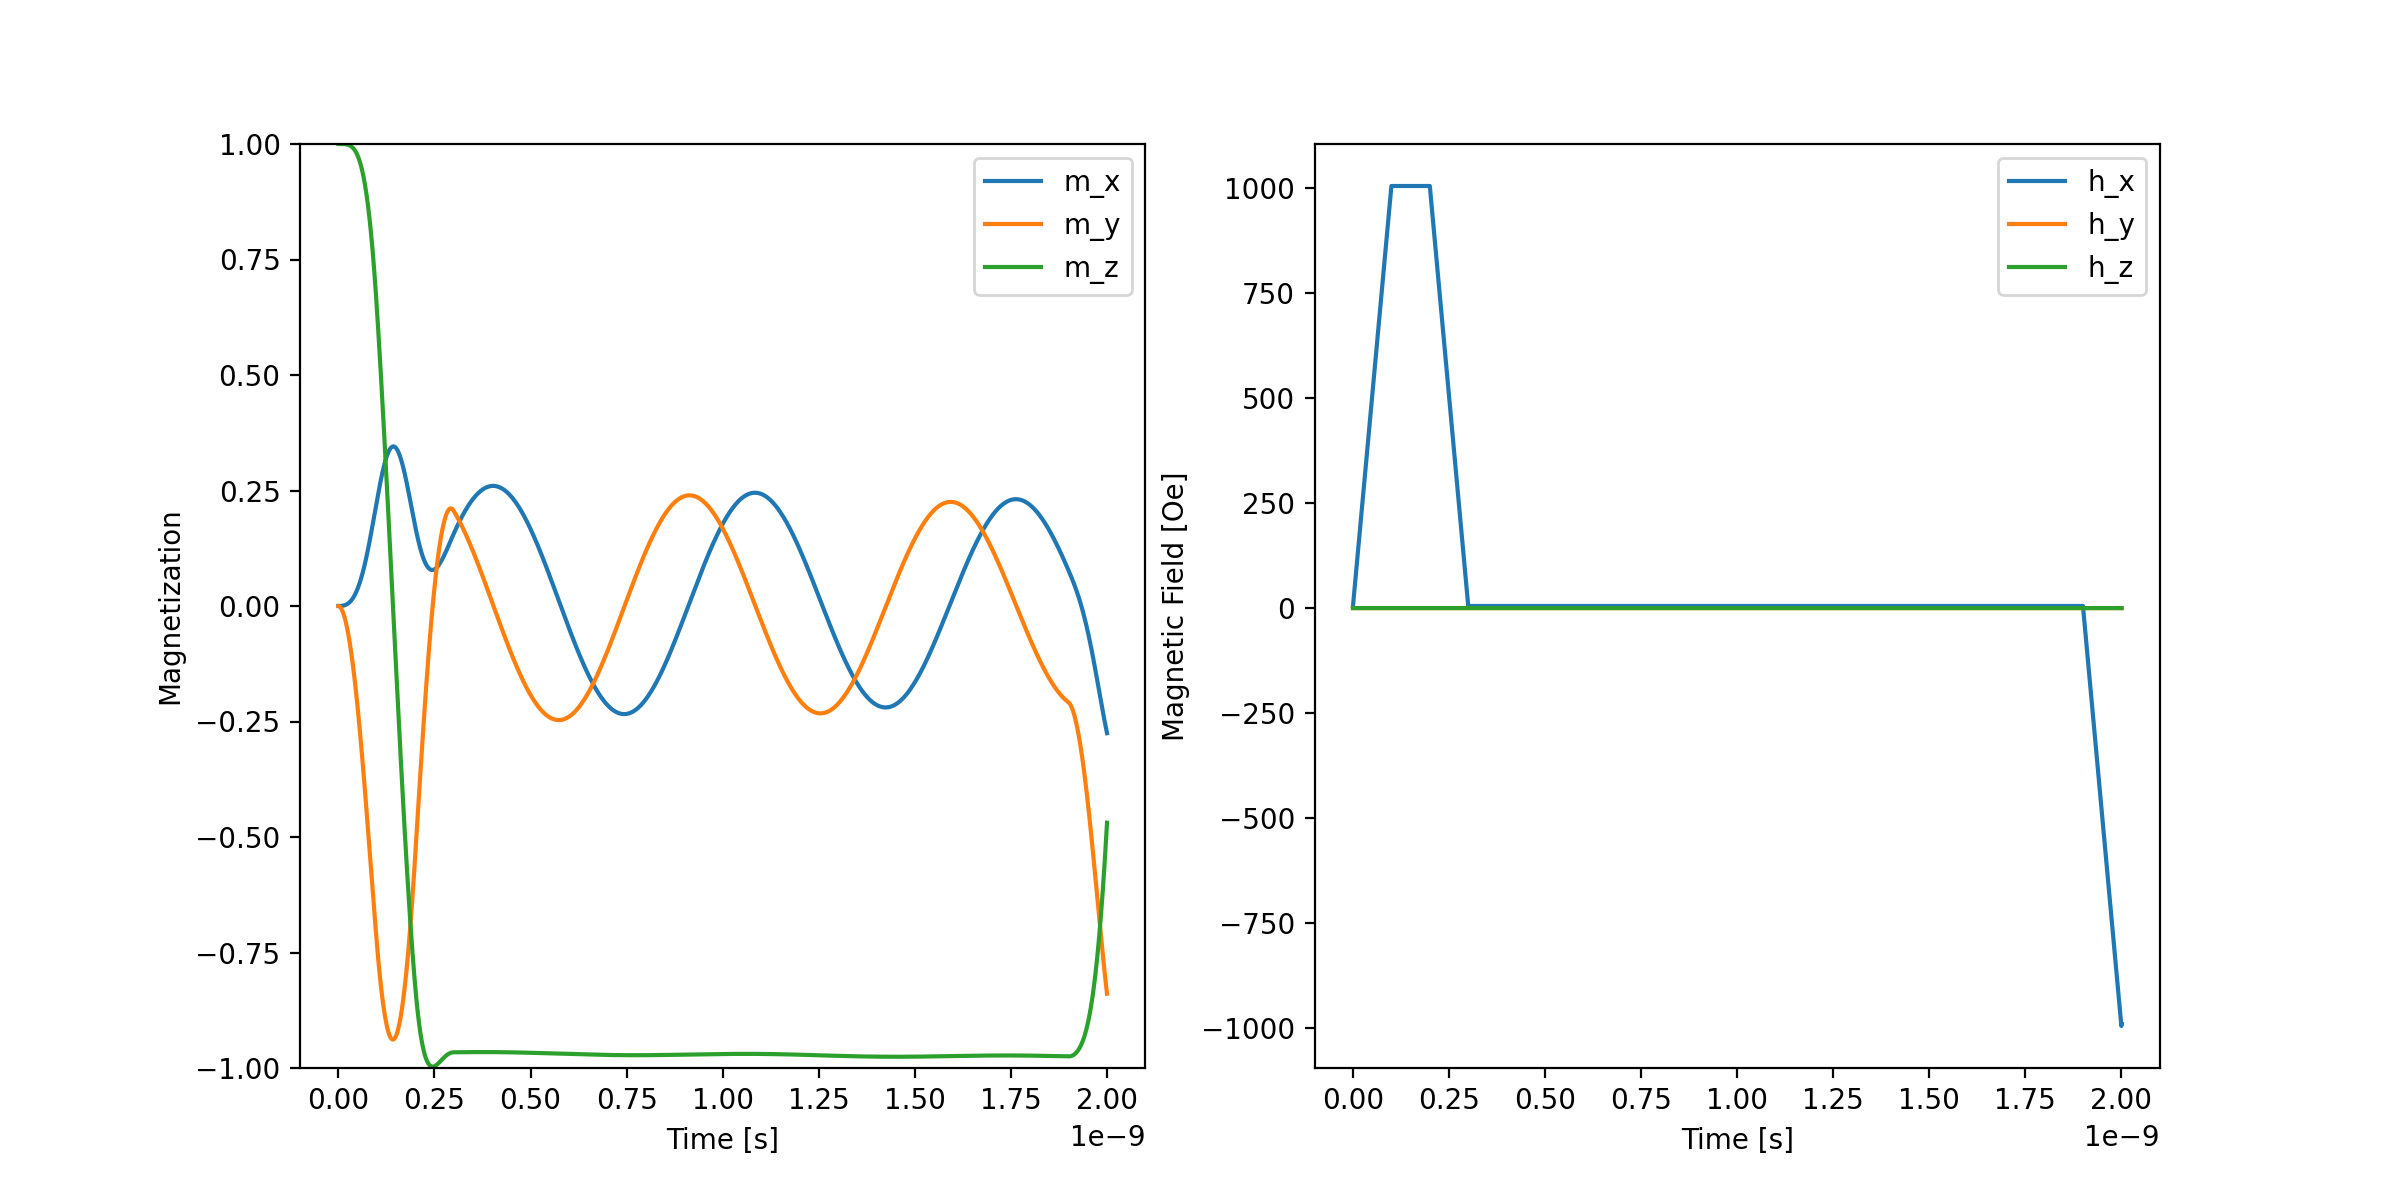 Magnetization
1.00
0.75
0.50
0.25
0.00
−0.25
−0.50
−0.75
−1.00
m_x
m_y
m_z
0.00 0.25 0.50 0.75 1.00 1.25 1.50 1.75 2.00
Time [s]
1e−9
Magnetic Field [Oe]
1000
750
500
250
0
−250
−500
−750
−1000
h_x
h_y
h_z
0.00 0.25 0.50 0.75 1.00 1.25 1.50 1.75 2.00
Time [s]
1e−9